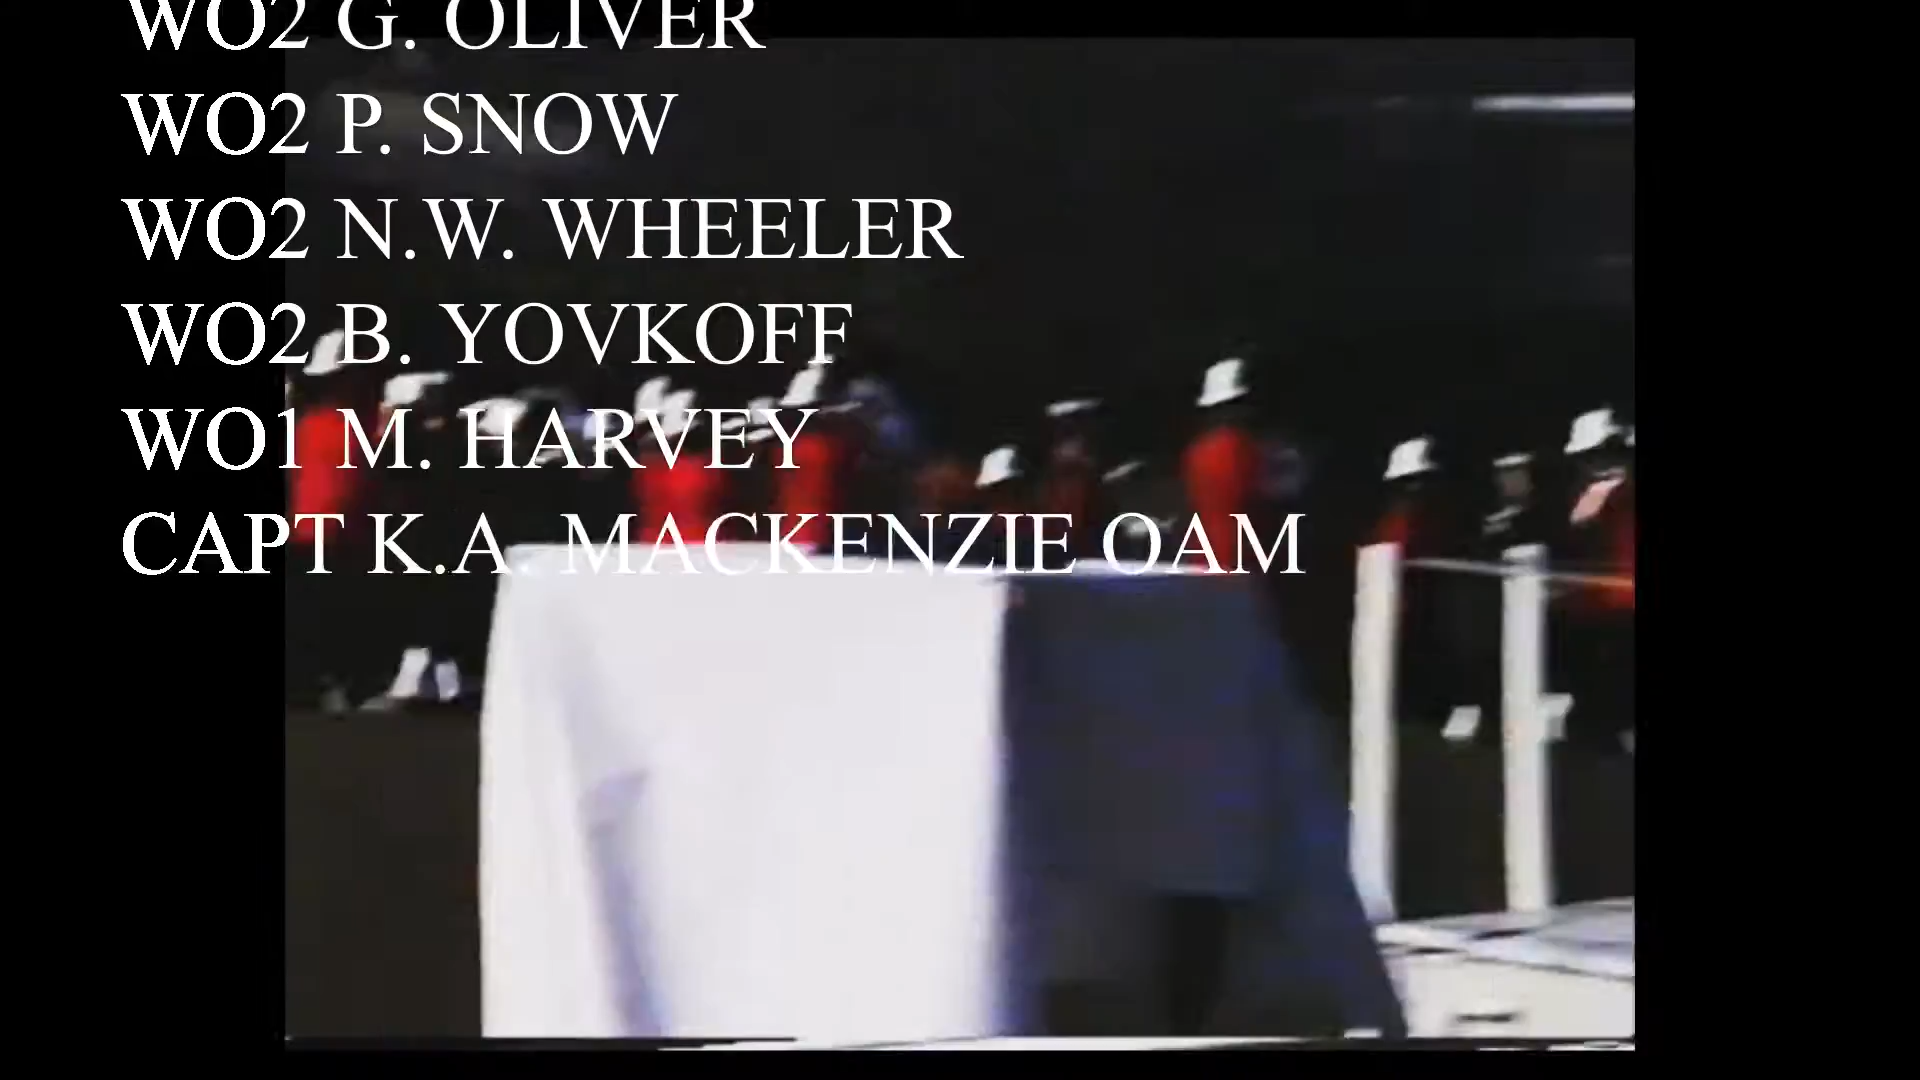 WO2 G. OLIVER
WO2 P. SNOW
WO2 N.W. WHEELER
WO2 B. YOVKOFF
WO1 M. HARVEY
CAPT K.A. MACKENZIE OAM